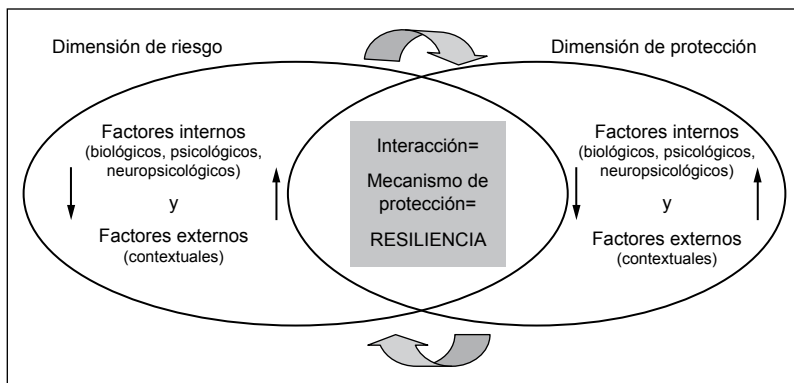 Dimensión de riesgo
Dimensión de protección
Factores internos
(biológicos, psicológicos,
neuropsicológicos)
y
Factores externos
(contextuales)
Interacción=
Mecanismo de
protección=
RESILIENCIA
Factores internos
(biológicos, psicológicos,
neuropsicológicos)
y
Factores externos
(contextuales)